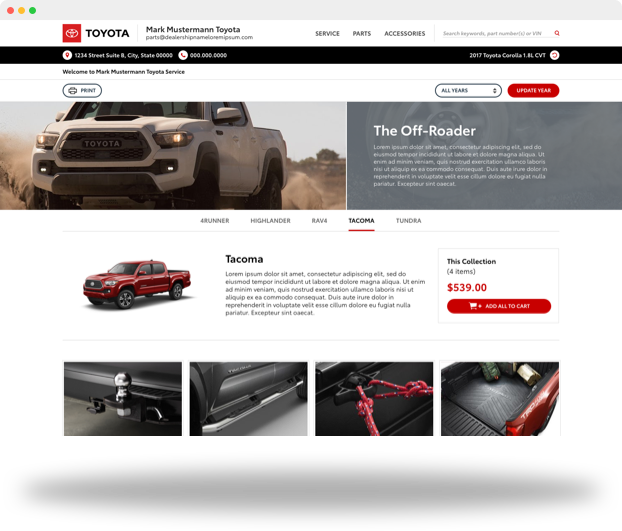 TOYOTA
Mark Mustermann Toyota
parts@dealershipnameloremipsum.com
SERVICE PARTS ACCESSORIES
Search keywords, part number(s) or VIN
1234 Street Suite B, City, State 00000
000.000.0000
2017 Toyota Corolla 1.8L CVT
Welcome to Mark Mustermann Toyota Service
PRINT
ALL YEARS
UPDATE YEAR
TOYOTA
The Off-Roader
Lorem ipsum dolor sit amet, consectetur adipiscing elit, sed do
eiusmod tempor incididunt ut labore et dolore magna aliqua. Ut
enim ad minim veniam, quis nostrud exercitation ullamco laboris
nisi ut aliquip ex ea commodo consequat. Duis aute irure dolor in
reprehenderit in voluptate velit esse cillum dolore eu fugiat nulla
pariatur. Excepteur sint ocaecat.
4RUNNER HIGHLANDER RAV4 TACOMA TUNDRA
Tacoma
Lorem ipsum dolor sit amet, consectetur adipiscing elit, sed do
eiusmod tempor incididunt ut labore et dolore magna aliqua. Ut enim
ad minim veniam, quis nostrud exercitation ullamco laboris nisi ut
aliquip ex ea commodo consequat. Duis aute irure dolor in
reprehenderit in voluptate velit esse cillum dolore eu fugiat nulla
pariatur. Excepteur sint oaecat.
This Collection
(4 items)
$539.00
+ ADD ALL TO CART